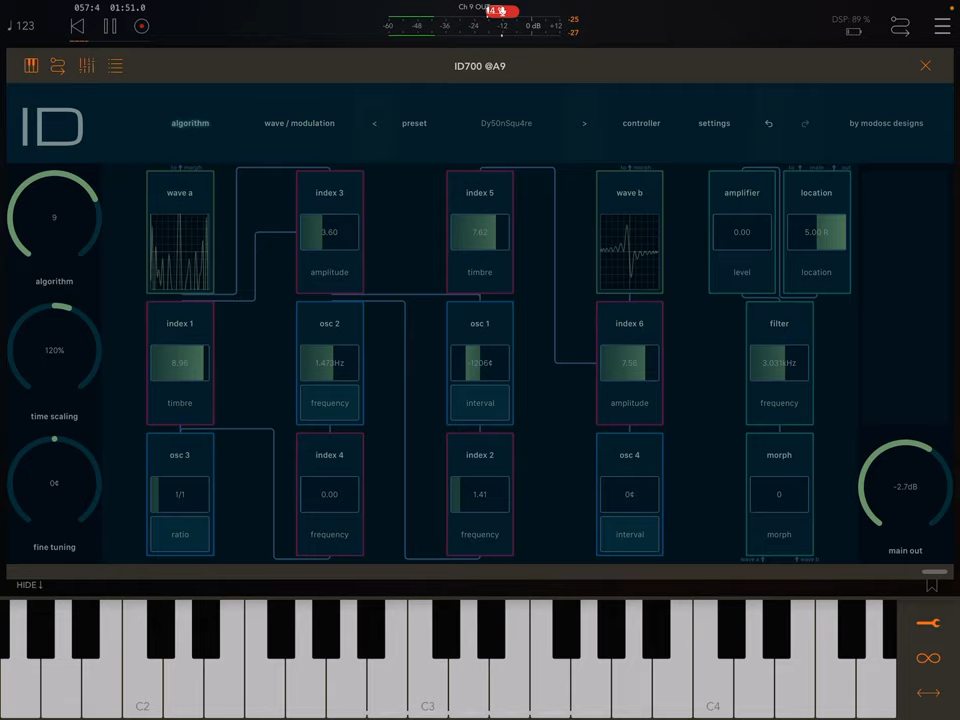 057:4 01:51.0
♩123
Ch 9 OU
-60 -48 -36 -24 -12 0 dB +12
-25
-27
DSP: 89 %
ID700 @A9
ID
algorithm
wave / modulation
< preset Dy50nSqu4re >
controller
settings
by modosc designs
wave a
index 3
index 5
wave b
amplifier
location
9
3.60
7.62
0.00
5.00 R
algorithm
amplitude
timbre
level
location
index 1
osc 2
osc 1
index 6
filter
120%
8.96
1.473Hz
-1206¢
7.56
3.031kHz
time scaling
timbre
frequency
interval
amplitude
frequency
osc 3
index 4
index 2
osc 4
morph
0¢
1/1
0.00
1.41
0¢
0
-2.7dB
fine tuning
ratio
frequency
frequency
interval
morph
main out
HIDE↓
C2
C3
C4